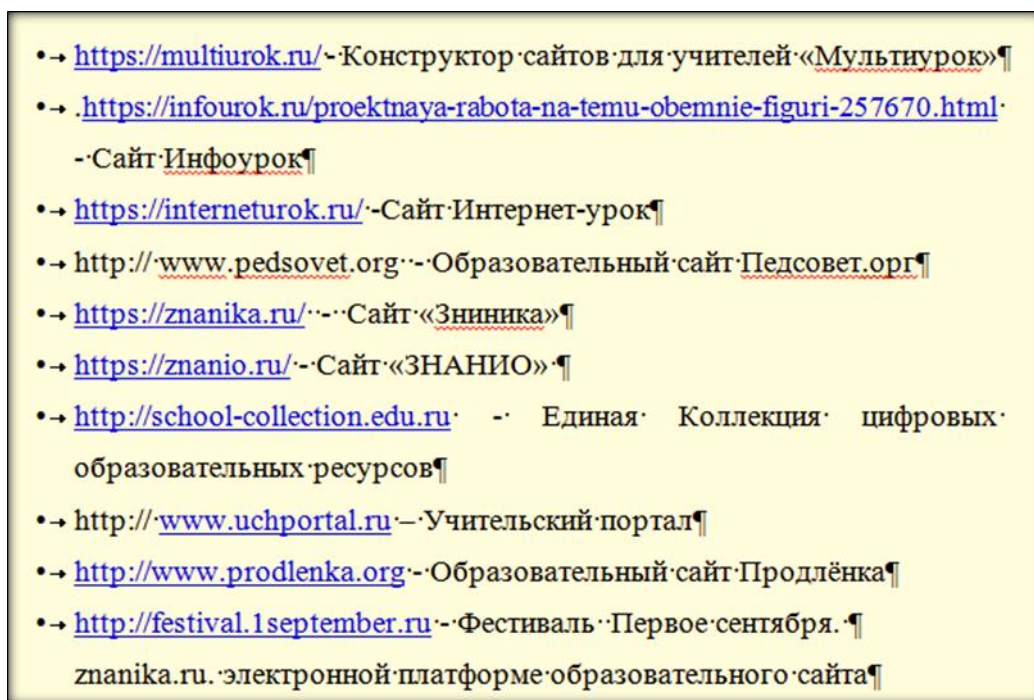 • https://multiurok.ru/ - Конструктор сайтов для учителей «Мультиурок»
• .https://infourok.ru/proektnaya-rabota-na-temu-obemnie-figuri-257670.html
- Сайт Инфоурок
• https://interneturok.ru/ -Сайт Интернет-урок
• http:// www.pedsovet.org - Образовательный сайт Педсовет.орг
• https://znanika.ru/ - Сайт «Зниника»
• https://znanio.ru/ - Сайт «ЗНАНИО»
• http://school-collection.edu.ru - Единая Коллекция цифровых
образовательных ресурсов
• http:// www.uchportal.ru – Учительский портал
• http://www.prodlenka.org - Образовательный сайт Продлёнка
• http://festival.1september.ru - Фестиваль Первое сентября.
znanika.ru. электронной платформе образовательного сайта